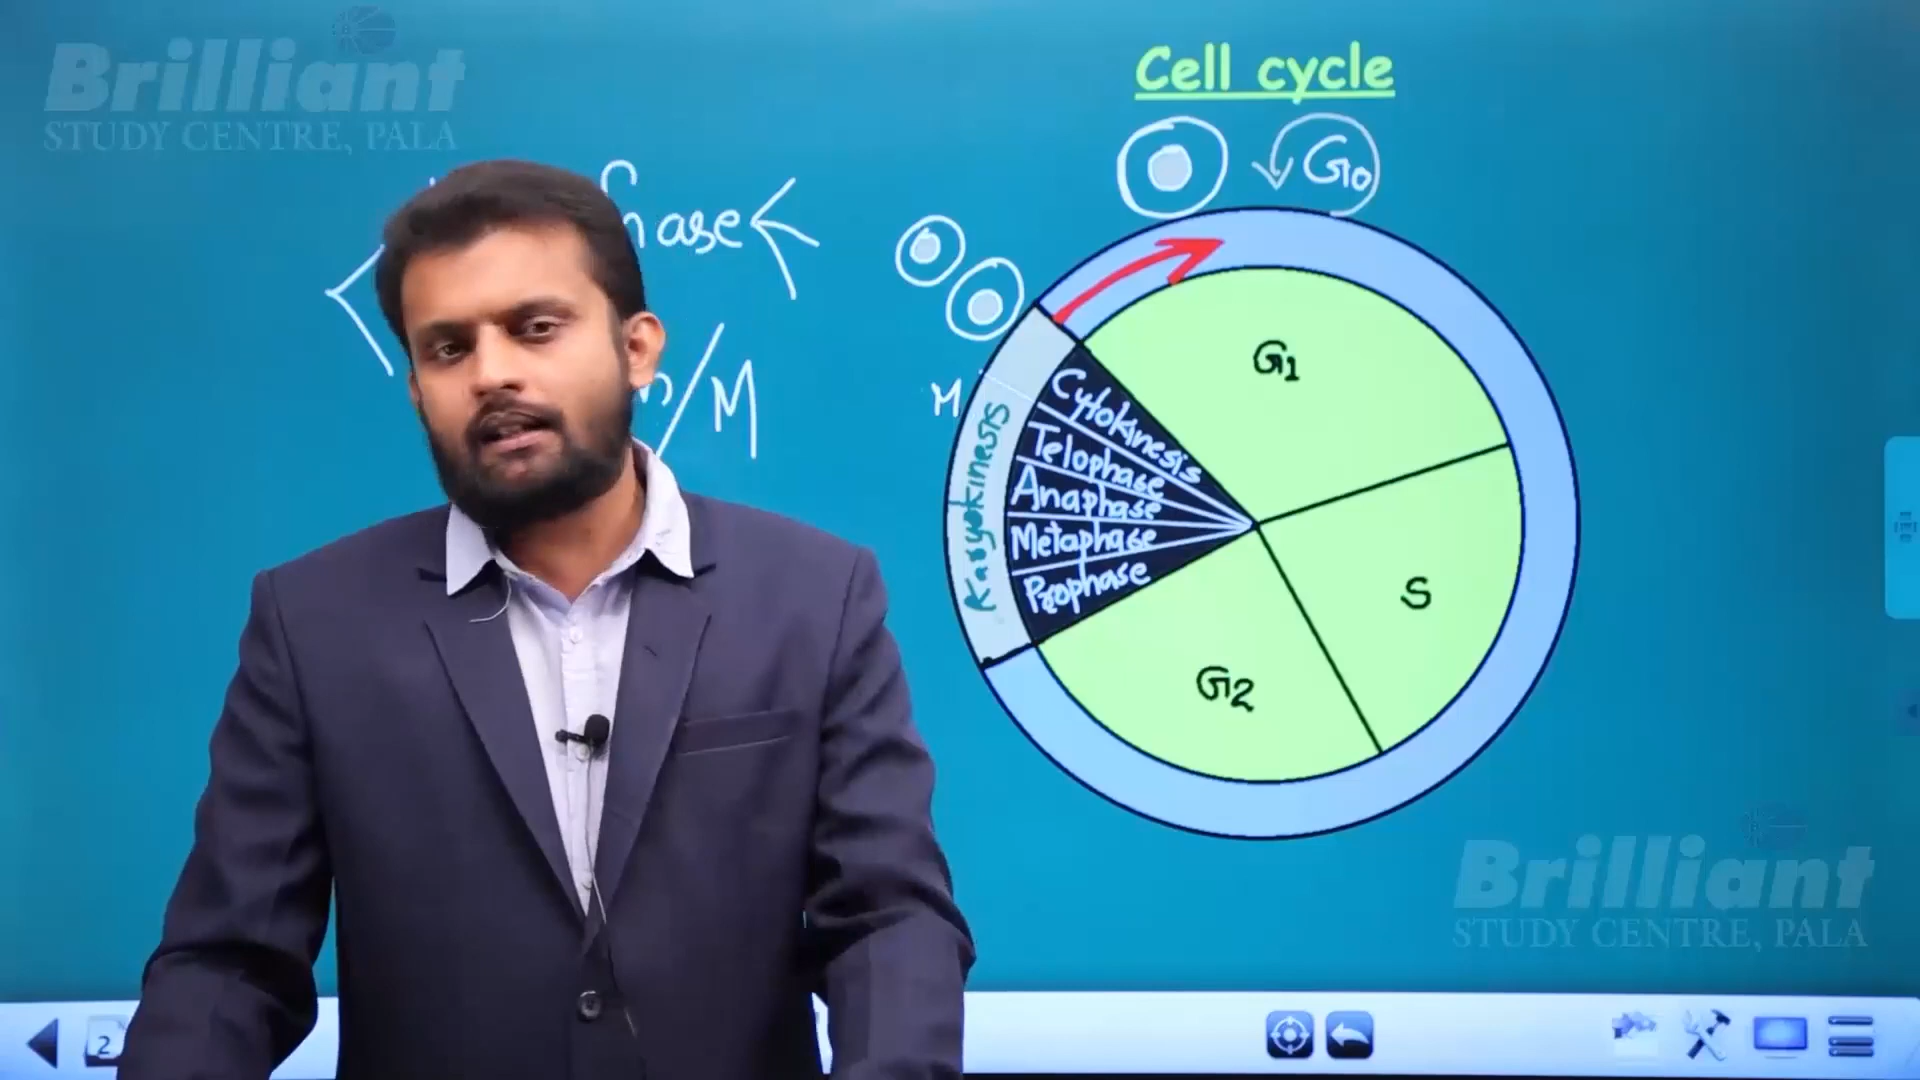 Brilliant
STUDY CENTRE, PALA
Cell cycle
G0
M
/M
G1
Cytokinesis
Telophase
Anaphase
Metaphase
Prophase
Karyokinesis
S
G2
Brilliant
STUDY CENTRE, PALA
2